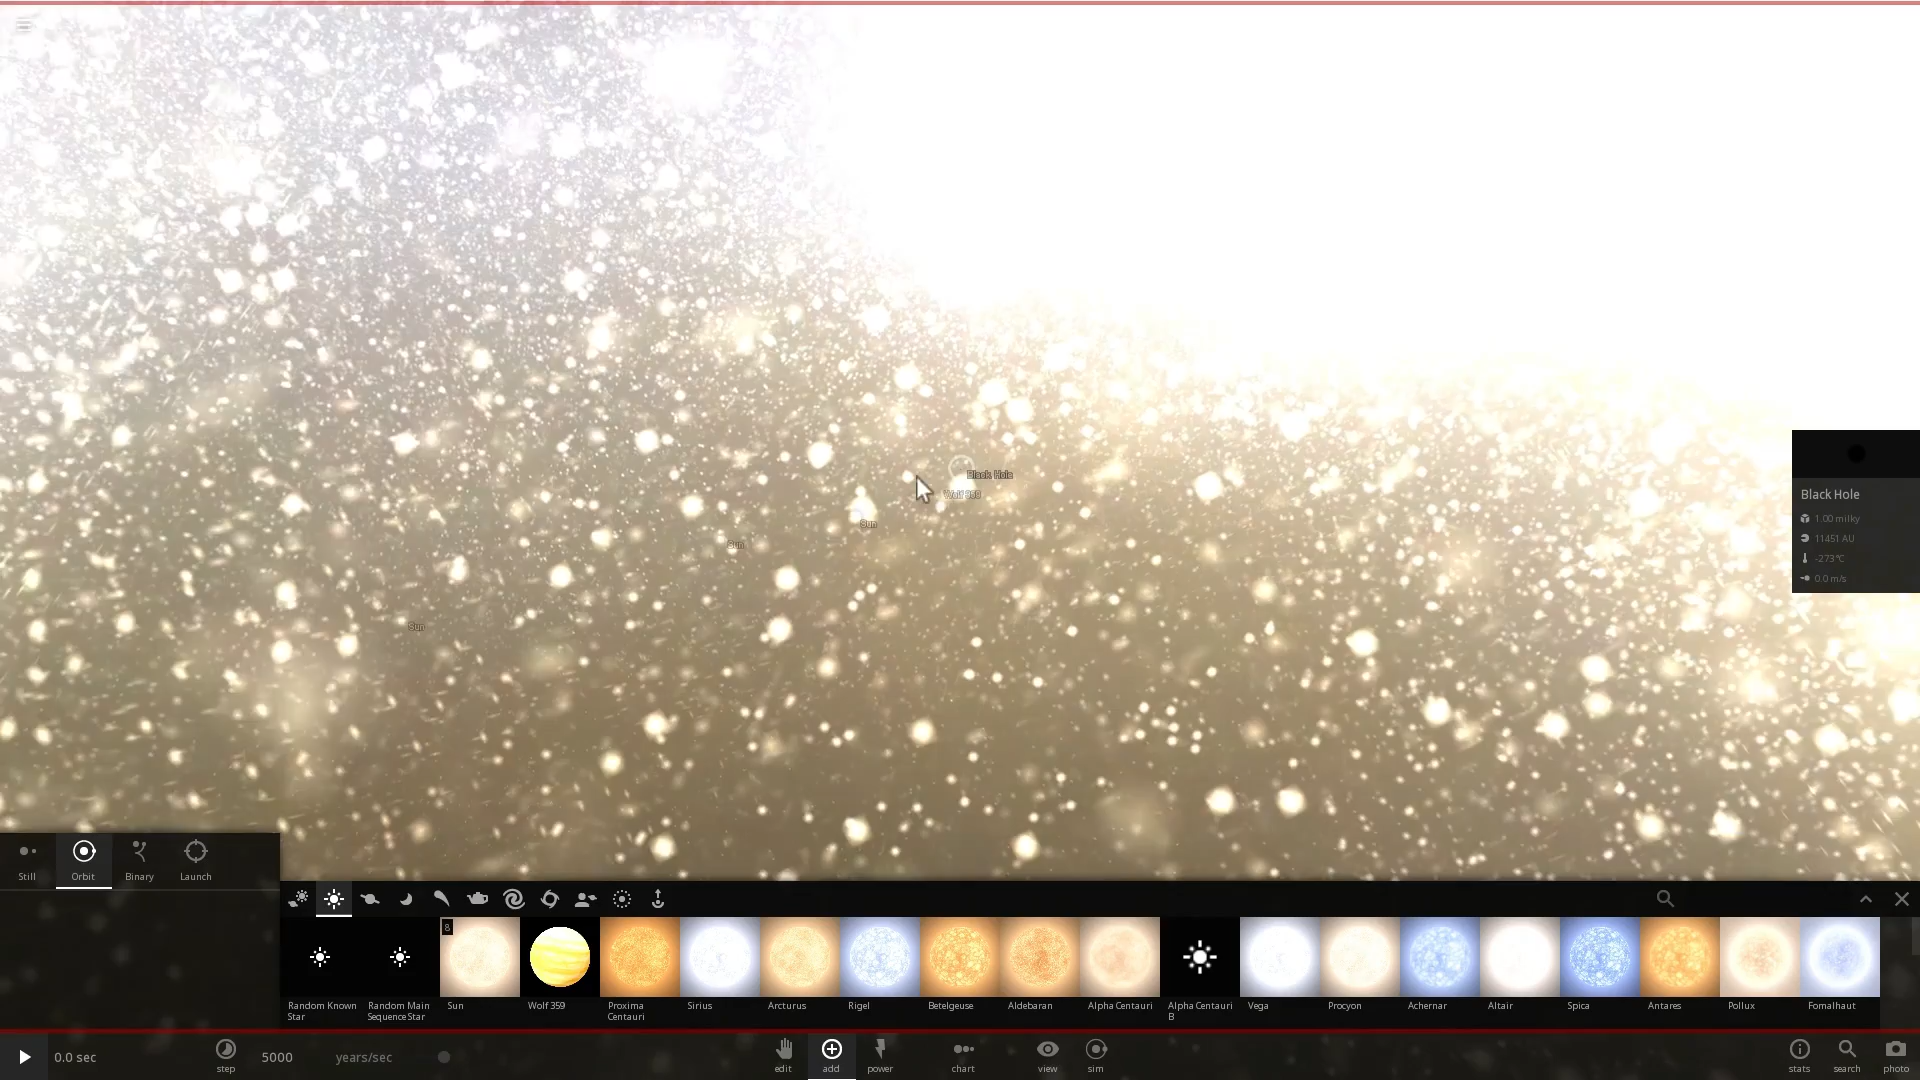 Black Hole
Wolf 359
Sun
Sun
Sun
Black Hole
1.00 milky
11451 AU
-273°C
0.0 m/s
Still
Orbit
Binary
Launch
8
Random Known
Star
Random Main
Sequence Star
Sun
Wolf 359
Proxima
Centauri
Sirius
Arcturus
Rigel
Betelgeuse
Aldebaran
Alpha Centauri
Alpha Centauri
B
Vega
Procyon
Achernar
Altair
Spica
Antares
Pollux
Fomalhaut
0.0 sec
step
5000
years/sec
edit
add
power
chart
view
sim
stats
search
photo